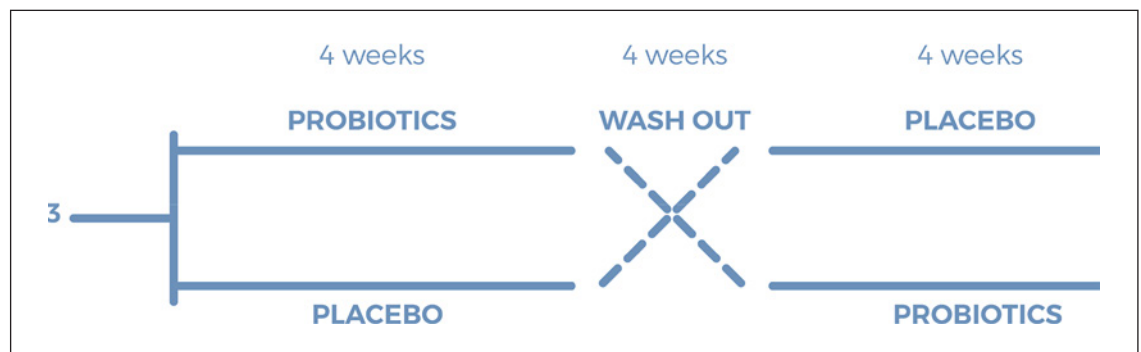 4 weeks 4 weeks 4 weeks
PROBIOTICS WASH OUT PLACEBO
3
PLACEBO PROBIOTICS